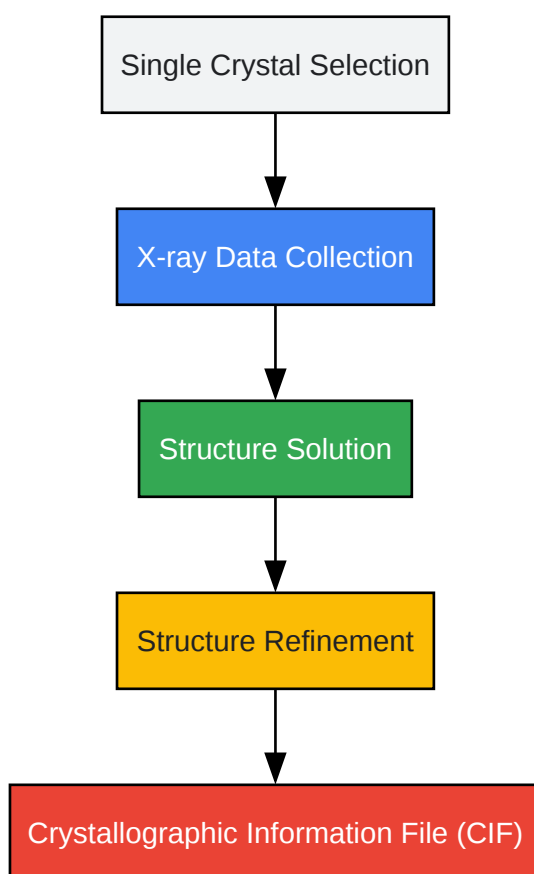 Single Crystal Selection
X-ray Data Collection
Structure Solution
Structure Refinement
Crystallographic Information File (CIF)